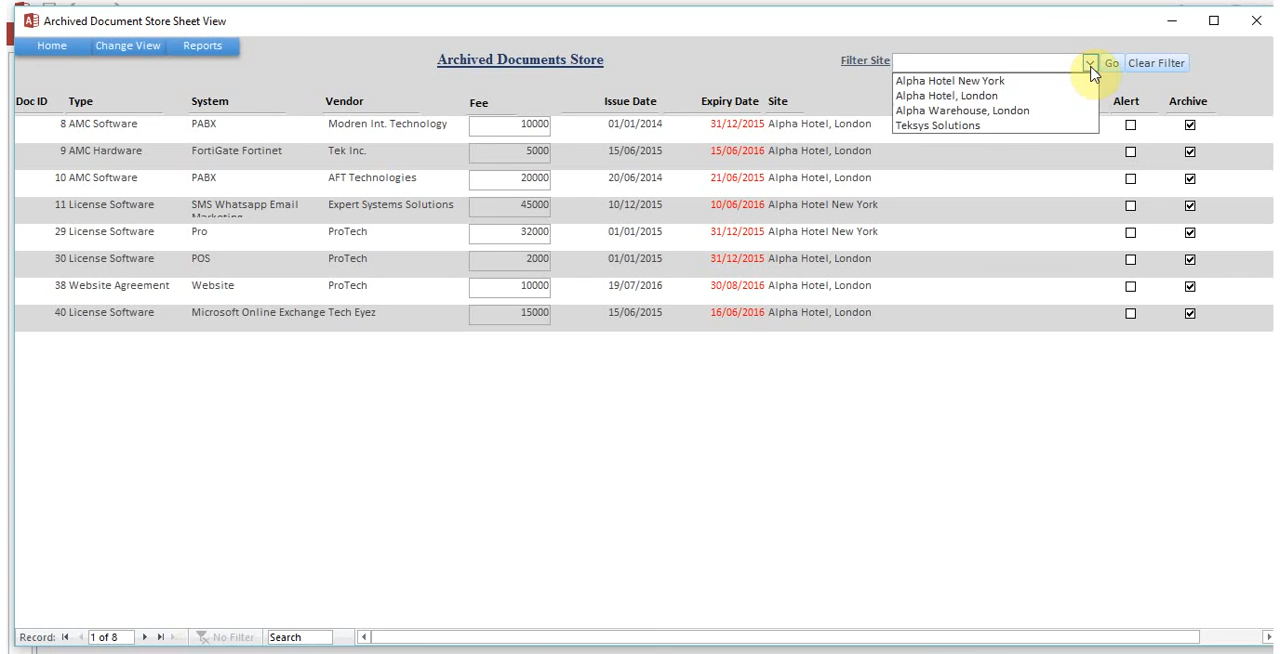 Archived Document Store Sheet View
Home Change View Reports
Archived Documents Store
Filter Site Go Clear Filter
Alpha Hotel New York
Alpha Hotel, London
Alpha Warehouse, London
Teksys Solutions
Doc ID Type System Vendor Fee Issue Date Expiry Date Site Alert Archive
8 AMC Software PABX Modren Int. Technology 10000 01/01/2014 31/12/2015 Alpha Hotel, London
9 AMC Hardware FortiGate Fortinet Tek Inc. 5000 15/06/2015 15/06/2016 Alpha Hotel, London
10 AMC Software PABX AFT Technologies 20000 20/06/2014 21/06/2015 Alpha Hotel, London
11 License Software SMS Whatsapp Email Expert Systems Solutions 45000 10/12/2015 10/06/2016 Alpha Hotel New York
Marketing
29 License Software Pro ProTech 32000 01/01/2015 31/12/2015 Alpha Hotel New York
30 License Software POS ProTech 2000 01/01/2015 31/12/2015 Alpha Hotel, London
38 Website Agreement Website ProTech 10000 19/07/2016 30/08/2016 Alpha Hotel, London
40 License Software Microsoft Online Exchange Tech Eyez 15000 15/06/2015 16/06/2016 Alpha Hotel, London
Record: 1 of 8 No Filter Search